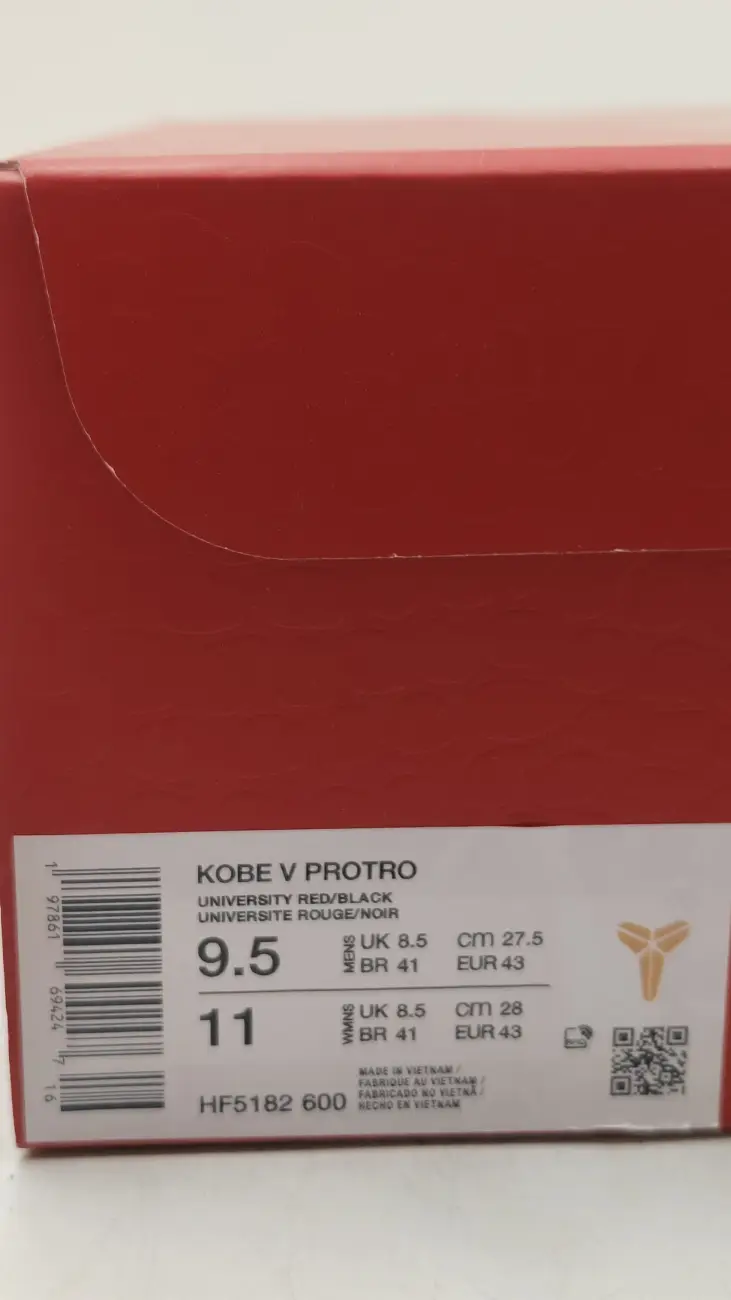 KOBE V PROTRO
UNIVERSITY RED/BLACK
UNIVERSITE ROUGE/NOIR
9.5 MENS UK 8.5 cm 27.5
BR 41 EUR 43
11 WMNS UK 8.5 cm 28
BR 41 EUR 43
HF5182 600
MADE IN VIETNAM /
FABRIQUE AU VIETNAM /
FABRICADO NO VIETNÃ /
HECHO EN VIETNAM
1 97861 69424 7 16